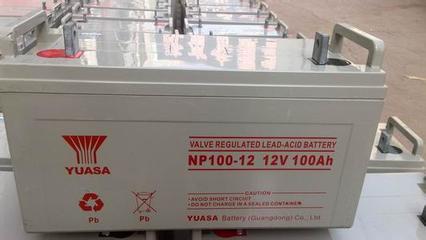 VALVE REGULATED LEAD-ACID BATTERY
NP100-12 12V 100Ah
YUASA
CAUTION
•AVOID SHORT CIRCUIT
•DO NOT CHARGE IN A SEALED CONTAINER
Pb
Pb
YUASA Battery (Guangdong) Co., Ltd